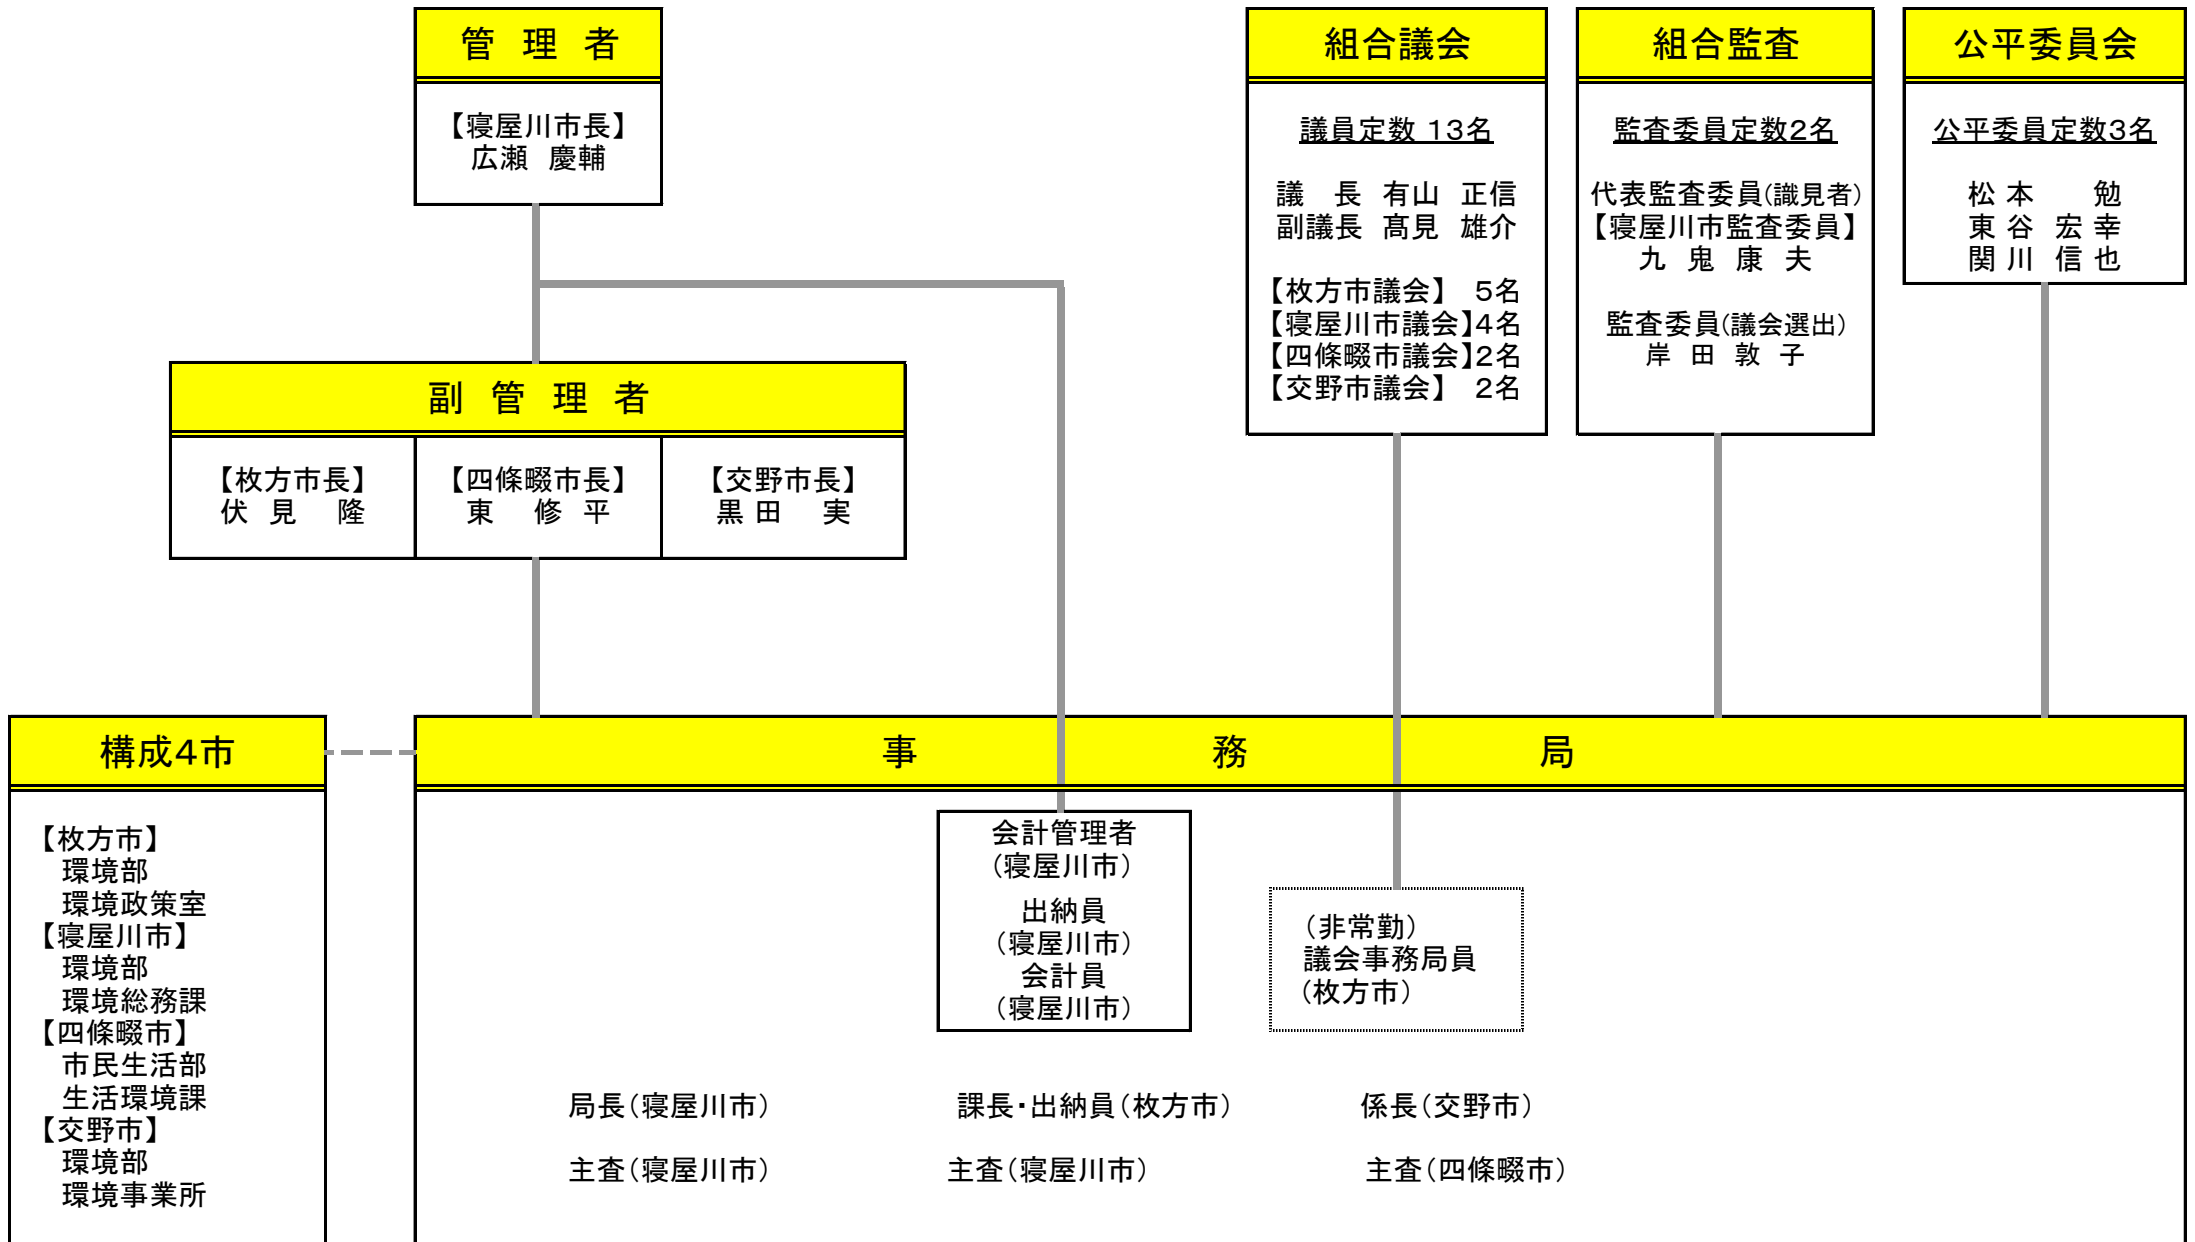 管 理 者
【寝屋川市長】
広瀬 慶輔
組合議会
議員定数 13名
議 長 有山 正信
副議長 髙見 雄介
【枚方市議会】 5名
【寝屋川市議会】4名
【四條畷市議会】2名
【交野市議会】 2名
組合監査
監査委員定数2名
代表監査委員(識見者)
【寝屋川市監査委員】
九 鬼 康 夫
監査委員(議会選出)
岸 田 敦 子
公平委員会
公平委員定数3名
松 本 勉
東 谷 宏 幸
関 川 信 也
副 管 理 者
【枚方市長】
伏 見 隆
【四條畷市長】
東 修 平
【交野市長】
黒 田 実
構成4市
【枚方市】
環境部
環境政策室
【寝屋川市】
環境部
環境総務課
【四條畷市】
市民生活部
生活環境課
【交野市】
環境部
環境事業所
事 務 局
会計管理者
(寝屋川市)
出納員
(寝屋川市)
会計員
(寝屋川市)
(非常勤)
議会事務局員
(枚方市)
局長(寝屋川市) 課長・出納員(枚方市) 係長(交野市)
主査(寝屋川市) 主査(寝屋川市) 主査(四條畷市)